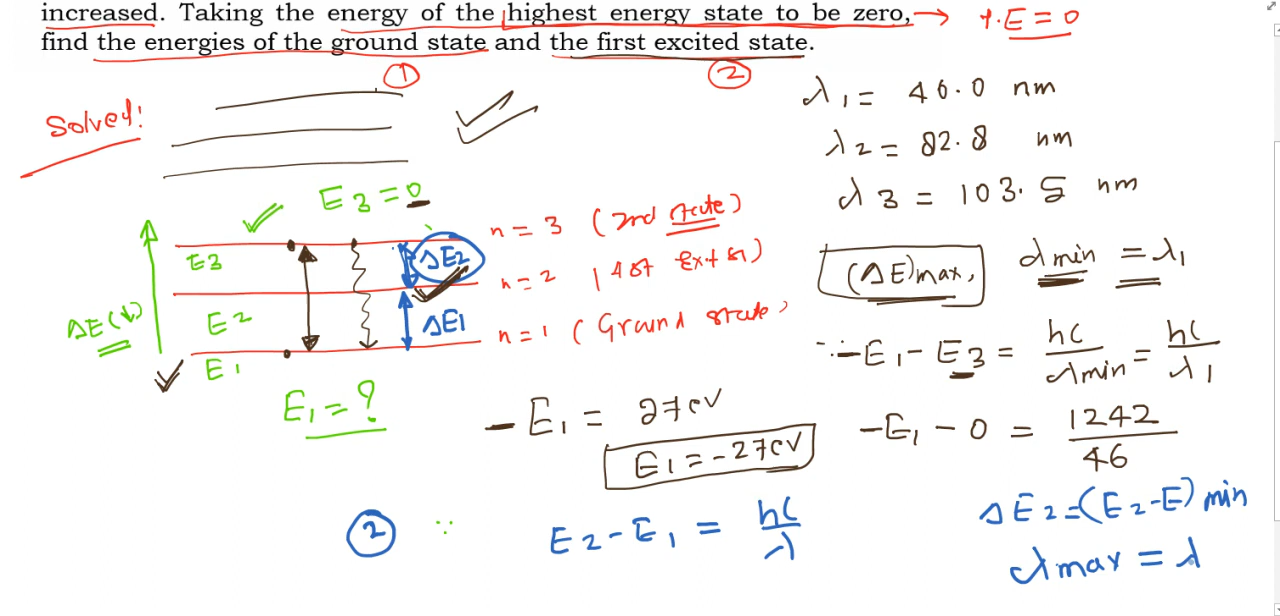 increased. Taking the energy of the highest energy state to be zero, → T.E = 0
find the energies of the ground state and the first excited state.
① ②
Solved!
λ1 = 46.0 nm
λ2 = 82.8 nm
λ3 = 103.5 nm
E3 = 0
n = 3 (2nd state)
E3
ΔE2
n = 2
(ΔE)max, λmin = λ1
ΔE(↓)
E2
ΔE1
n = 1 (Ground state)
E1
-E1 - E3 = hc/λmin = hc/λ1
E1 = ?
-E1 = 27eV
-E1 - 0 = 1242/46
E1 = -27eV
ΔE2 = (E2-E) min
② ∵ E2 - E1 = hc/λ
λmax = λ